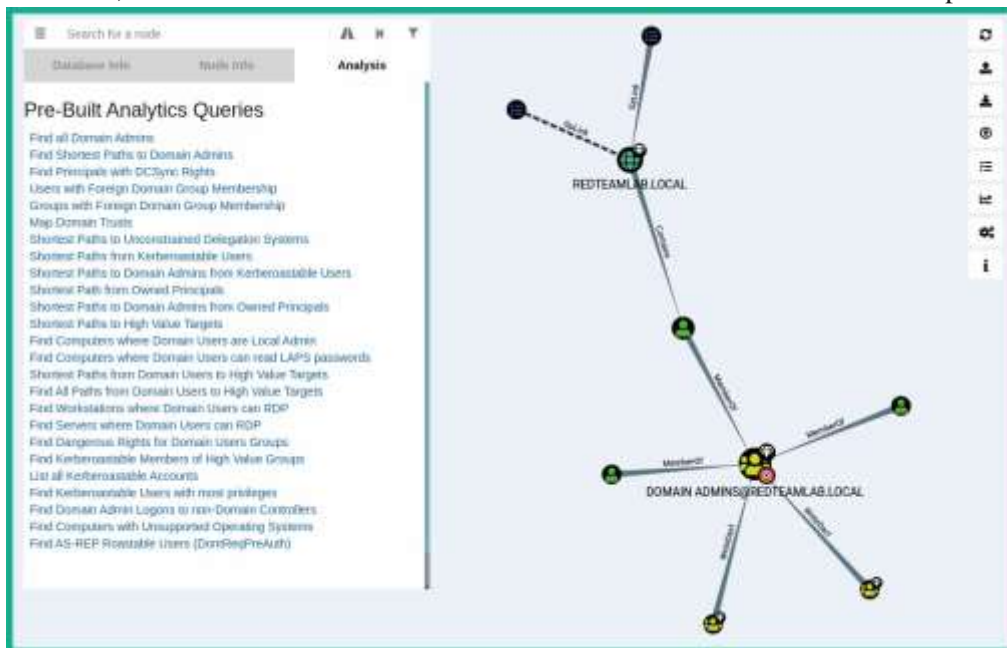 Search for a node
Database Info
Node Info
Analysis
Pre-Built Analytics Queries
Find all Domain Admins
Find Shortest Paths to Domain Admins
Find Principals with DCSync Rights
Users with Foreign Domain Group Membership
Groups with Foreign Domain Group Membership
Map Domain Trusts
Shortest Paths to Unconstrained Delegation Systems
Shortest Paths from Kerberoastable Users
Shortest Paths to Domain Admins from Kerberoastable Users
Shortest Path from Owned Principals
Shortest Paths to Domain Admins from Owned Principals
Shortest Paths to High Value Targets
Find Computers where Domain Users are Local Admin
Find Computers where Domain Users can read LAPS passwords
Shortest Paths from Domain Users to High Value Targets
Find All Paths from Domain Users to High Value Targets
Find Workstations where Domain Users can RDP
Find Servers where Domain Users can RDP
Find Dangerous Rights for Domain Users Groups
Find Kerberoastable Members of High Value Groups
List all Kerberoastable Accounts
Find Kerberoastable Users with most privileges
Find Domain Admin Logons to non-Domain Controllers
Find Computers with Unsupported Operating Systems
Find AS-REP Roastable Users (DontReqPreAuth)
GpLink
GpLink
REDTEAMLAB.LOCAL
Contains
MemberOf
MemberOf
MemberOf
DOMAIN ADMINS@REDTEAMLAB.LOCAL
WriteDacl
WriteDacl